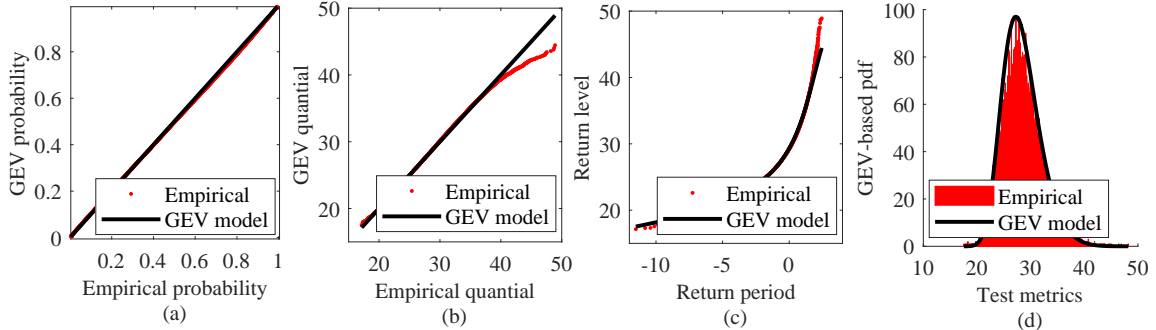 GEV probability
0.8
0.6
0.4
0.2
0
0.2 0.4 0.6 0.8 1
Empirical
GEV model
Empirical probability
(a)
GEV quantial
50
40
30
20
20 30 40 50
Empirical
GEV model
Empirical quantial
(b)
Return level
50
40
30
20
-10 -5 0
Empirical
GEV model
Return period
(c)
GEV-based pdf
100
80
60
40
20
0
10 20 30 40 50
Empirical
GEV model
Test metrics
(d)